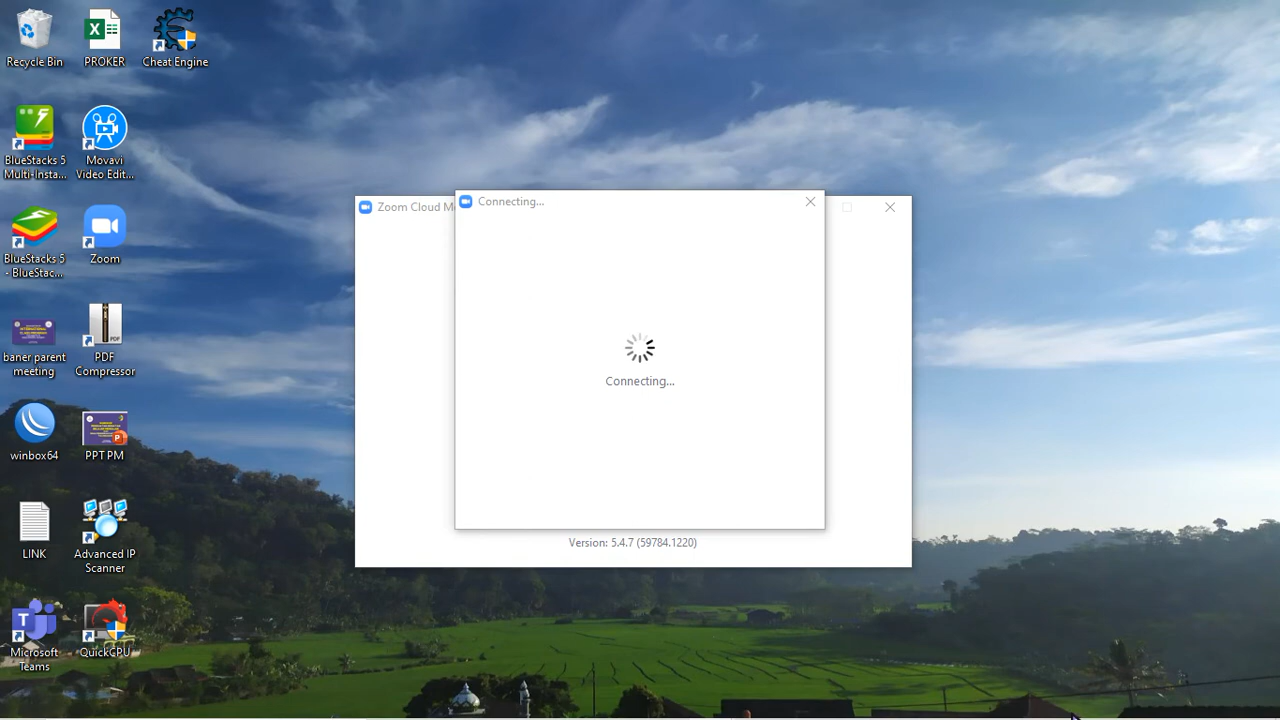 Recycle Bin
PROKER
Cheat Engine
BlueStacks 5
Multi-Insta...
Movavi
Video Edit...
BlueStacks 5
- BlueStac...
Zoom
baner parent
meeting
PDF
PDF
Compressor
winbox64
PPT PM
LINK
Advanced IP
Scanner
Microsoft
Teams
QuickCPU
Zoom Cloud M
Connecting...
Connecting...
Version: 5.4.7 (59784.1220)